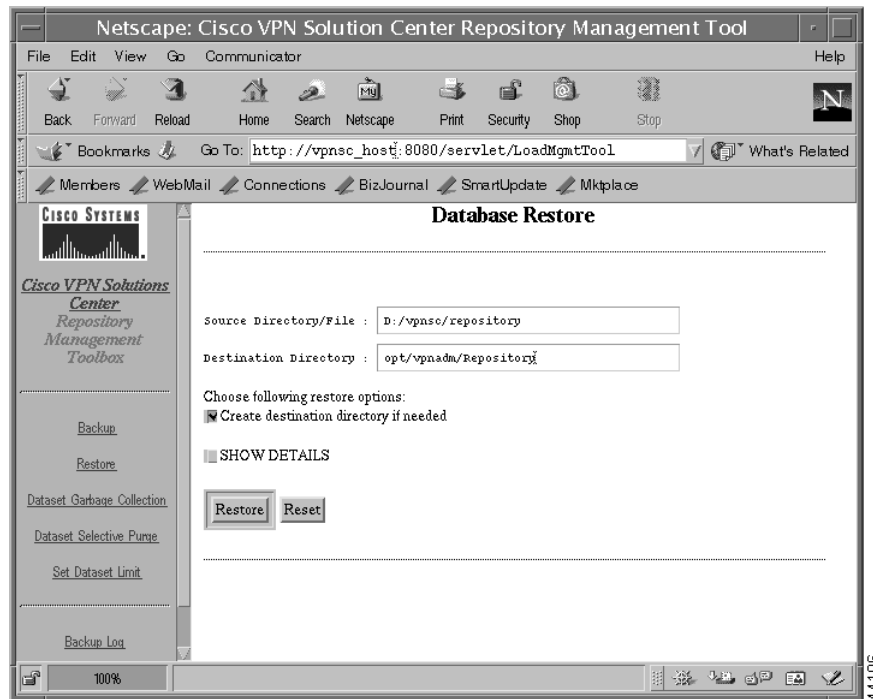 Netscape: Cisco VPN Solution Center Repository Management Tool
File Edit View Go Communicator Help
Back Forward Reload Home Search Netscape Print Security Shop Stop
My
N
Bookmarks Go To: http://vpnsc_host:8080/servlet/LoadMgmtTool What's Related
Members WebMail Connections BizJournal SmartUpdate Mktplace
CISCO SYSTEMS
Cisco VPN Solutions
Center
Repository
Management
Toolbox
Backup
Restore
Dataset Garbage Collection
Dataset Selective Purge
Set Dataset Limit
Backup Log
Database Restore
Source Directory/File : D:/vpnsc/repository
Destination Directory : opt/vpnadm/Repository
Choose following restore options:
Create destination directory if needed
SHOW DETAILS
Restore Reset
100%